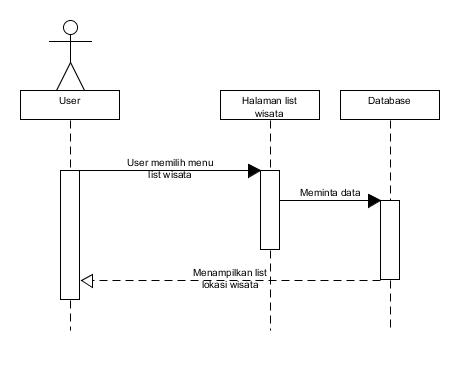 User
Halaman list
wisata
Database
User memilih menu
list wisata
Meminta data
Menampilkan list
lokasi wisata